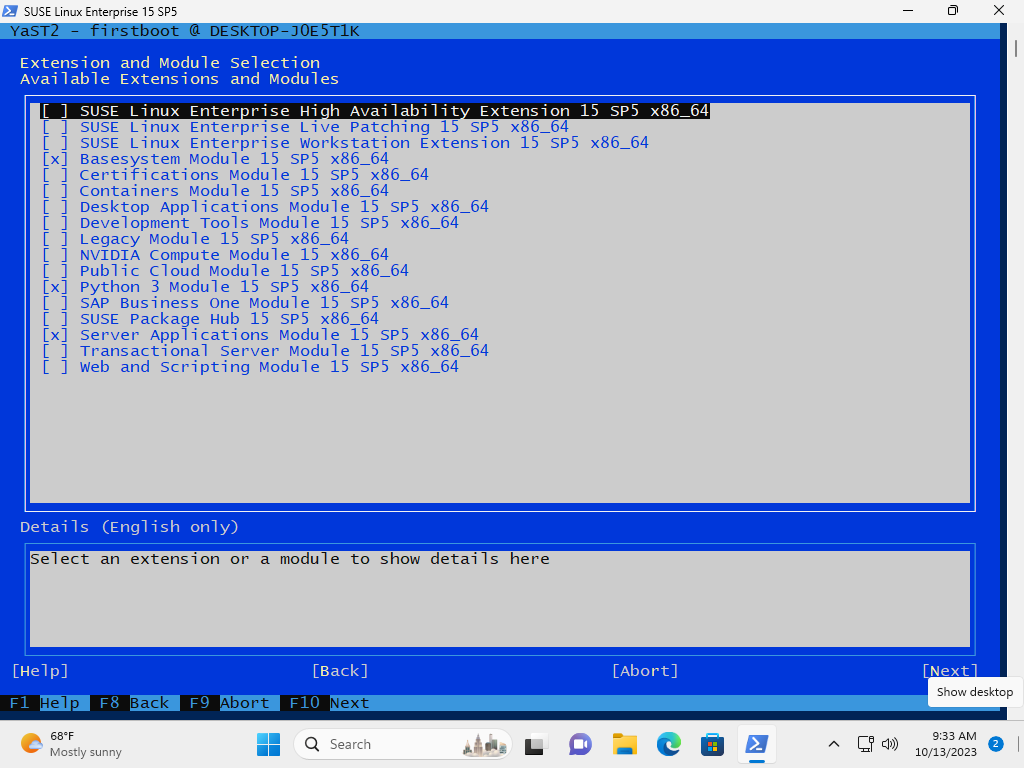 SUSE Linux Enterprise 15 SP5
YaST2 - firstboot @ DESKTOP-JOE5T1K
Extension and Module Selection
Available Extensions and Modules
[ ] SUSE Linux Enterprise High Availability Extension 15 SP5 x86_64
[ ] SUSE Linux Enterprise Live Patching 15 SP5 x86_64
[ ] SUSE Linux Enterprise Workstation Extension 15 SP5 x86_64
[x] Basesystem Module 15 SP5 x86_64
[ ] Certifications Module 15 SP5 x86_64
[ ] Containers Module 15 SP5 x86_64
[ ] Desktop Applications Module 15 SP5 x86_64
[ ] Development Tools Module 15 SP5 x86_64
[ ] Legacy Module 15 SP5 x86_64
[ ] NVIDIA Compute Module 15 x86_64
[ ] Public Cloud Module 15 SP5 x86_64
[x] Python 3 Module 15 SP5 x86_64
[ ] SAP Business One Module 15 SP5 x86_64
[ ] SUSE Package Hub 15 SP5 x86_64
[x] Server Applications Module 15 SP5 x86_64
[ ] Transactional Server Module 15 SP5 x86_64
[ ] Web and Scripting Module 15 SP5 x86_64
Details (English only)
Select an extension or a module to show details here
[Help] [Back] [Abort] [Next]
Show desktop
F1 Help F8 Back F9 Abort F10 Next
68°F
Mostly sunny
Search
9:33 AM
10/13/2023
2